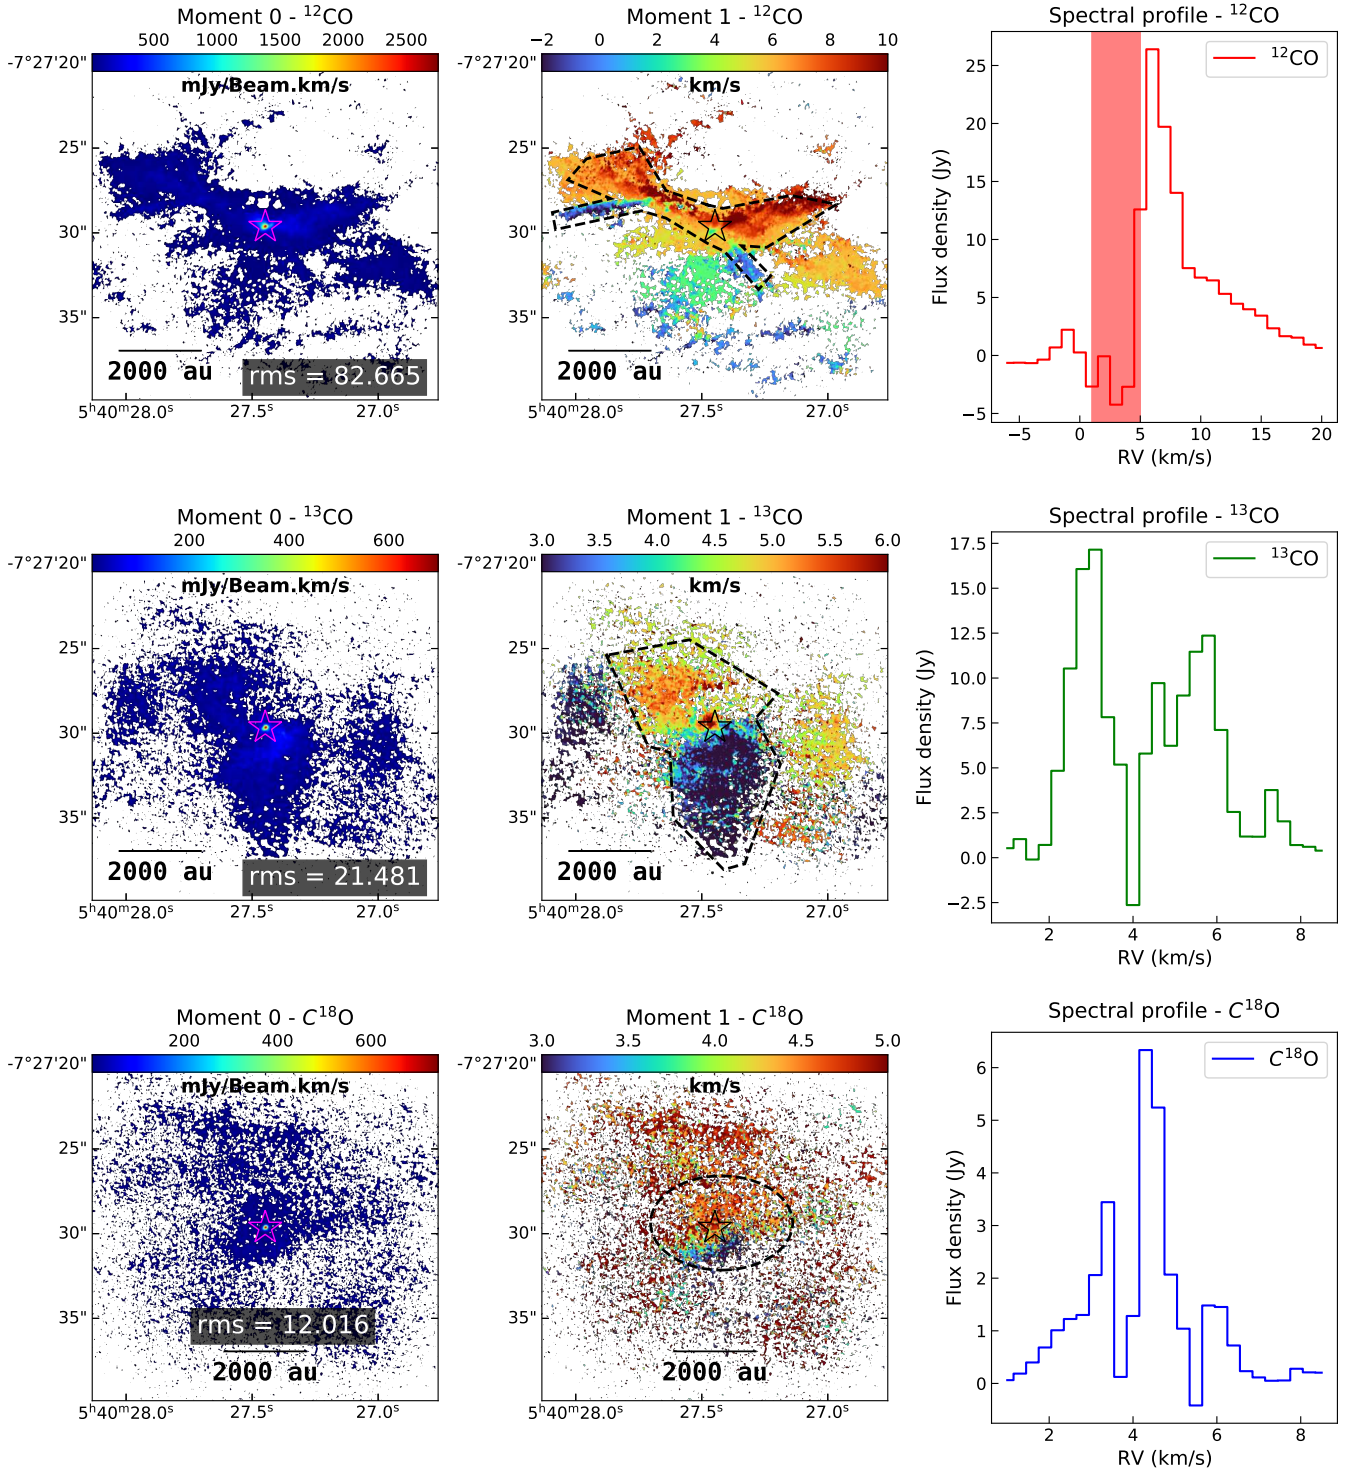 Moment 0 - ¹²CO
500 1000 1500 2000 2500
-7°27'20"
mJy/Beam.km/s
25"
30"
35"
2000 au
rms = 82.665
5ʰ40ᵐ28.0ˢ 27.5ˢ 27.0ˢ
Moment 1 - ¹²CO
−2 0 2 4 6 8 10
-7°27'20"
km/s
25"
30"
35"
2000 au
5ʰ40ᵐ28.0ˢ 27.5ˢ 27.0ˢ
Spectral profile - ¹²CO
¹²CO
Flux density (Jy)
25
20
15
10
5
0
−5
−5 0 5 10 15 20
RV (km/s)
Moment 0 - ¹³CO
200 400 600
-7°27'20"
mJy/Beam.km/s
25"
30"
35"
2000 au
rms = 21.481
5ʰ40ᵐ28.0ˢ 27.5ˢ 27.0ˢ
Moment 1 - ¹³CO
3.0 3.5 4.0 4.5 5.0 5.5 6.0
-7°27'20"
km/s
25"
30"
35"
2000 au
5ʰ40ᵐ28.0ˢ 27.5ˢ 27.0ˢ
Spectral profile - ¹³CO
¹³CO
Flux density (Jy)
17.5
15.0
12.5
10.0
7.5
5.0
2.5
0.0
−2.5
2 4 6 8
RV (km/s)
Moment 0 - C¹⁸O
200 400 600
-7°27'20"
mJy/Beam.km/s
25"
30"
35"
rms = 12.016
2000 au
5ʰ40ᵐ28.0ˢ 27.5ˢ 27.0ˢ
Moment 1 - C¹⁸O
3.0 3.5 4.0 4.5 5.0
-7°27'20"
km/s
25"
30"
35"
2000 au
5ʰ40ᵐ28.0ˢ 27.5ˢ 27.0ˢ
Spectral profile - C¹⁸O
C¹⁸O
Flux density (Jy)
6
5
4
3
2
1
0
2 4 6 8
RV (km/s)